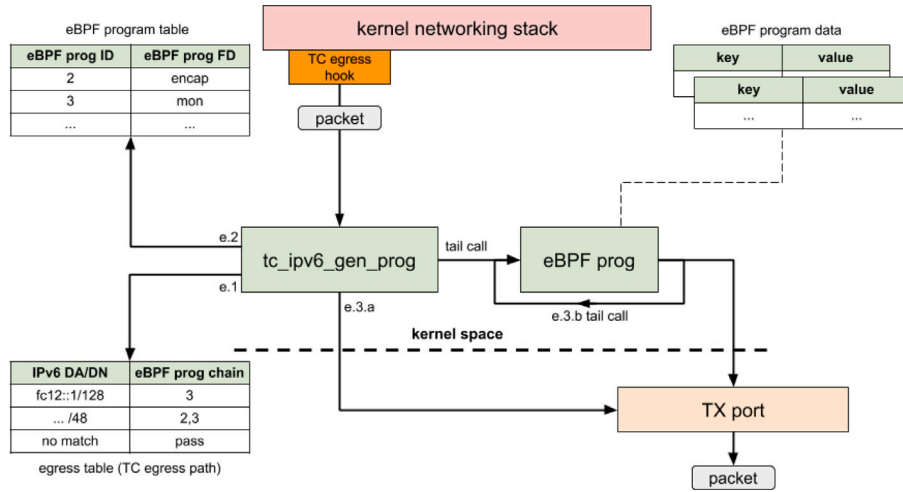 eBPF program table
eBPF prog ID eBPF prog FD
2 encap
3 mon
... ...
kernel networking stack
TC egress
hook
packet
eBPF program data
key value
key value
... ...
e.2
tc_ipv6_gen_prog
e.1
tail call
eBPF prog
e.3.a
e.3.b tail call
kernel space
IPv6 DA/DN eBPF prog chain
fc12::1/128 3
... /48 2,3
no match pass
egress table (TC egress path)
TX port
packet